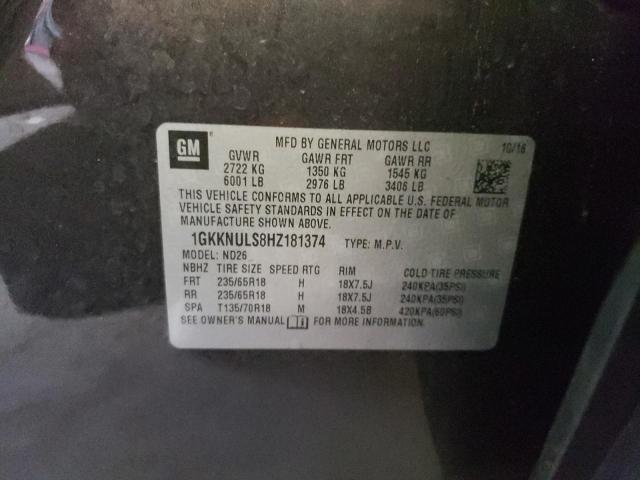 GM ® MFD BY GENERAL MOTORS LLC 10/16
GVWR GAWR FRT GAWR RR
2722 KG 1350 KG 1545 KG
6001 LB 2976 LB 3406 LB
THIS VEHICLE CONFORMS TO ALL APPLICABLE U.S. FEDERAL MOTOR
VEHICLE SAFETY STANDARDS IN EFFECT ON THE DATE OF
MANUFACTURE SHOWN ABOVE.
1GKKNULS8HZ181374 TYPE: M.P.V.
MODEL: ND26
NBHZ TIRE SIZE SPEED RTG RIM COLD TIRE PRESSURE
FRT 235/65R18 H 18X7.5J 240KPA(35PSI)
RR 235/65R18 H 18X7.5J 240KPA(35PSI)
SPA T135/70R18 M 18X4.5B 420KPA(60PSI)
SEE OWNER'S MANUAL FOR MORE INFORMATION.